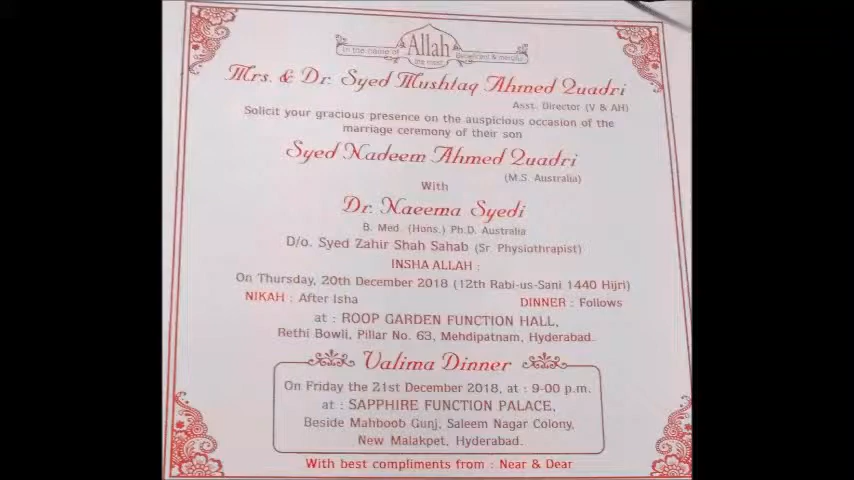 In the name of Allah the most Beneficent & merciful
Mrs. & Dr. Syed Mushtaq Ahmed Quadri
Asst. Director (V & AH)
Solicit your gracious presence on the auspicious occasion of the
marriage ceremony of their son
Syed Nadeem Ahmed Quadri
(M.S. Australia)
With
Dr. Naeema Syedi
B. Med. (Hons.) Ph.D. Australia
D/o. Syed Zahir Shah Sahab (Sr. Physiothrapist)
INSHA ALLAH :
On Thursday, 20th December 2018 (12th Rabi-us-Sani 1440 Hijri)
NIKAH : After Isha DINNER : Follows
at : ROOP GARDEN FUNCTION HALL,
Rethi Bowli, Pillar No. 63, Mehdipatnam, Hyderabad.
Valima Dinner
On Friday the 21st December 2018, at : 9-00 p.m.
at : SAPPHIRE FUNCTION PALACE,
Beside Mahboob Gunj, Saleem Nagar Colony,
New Malakpet, Hyderabad.
With best compliments from : Near & Dear